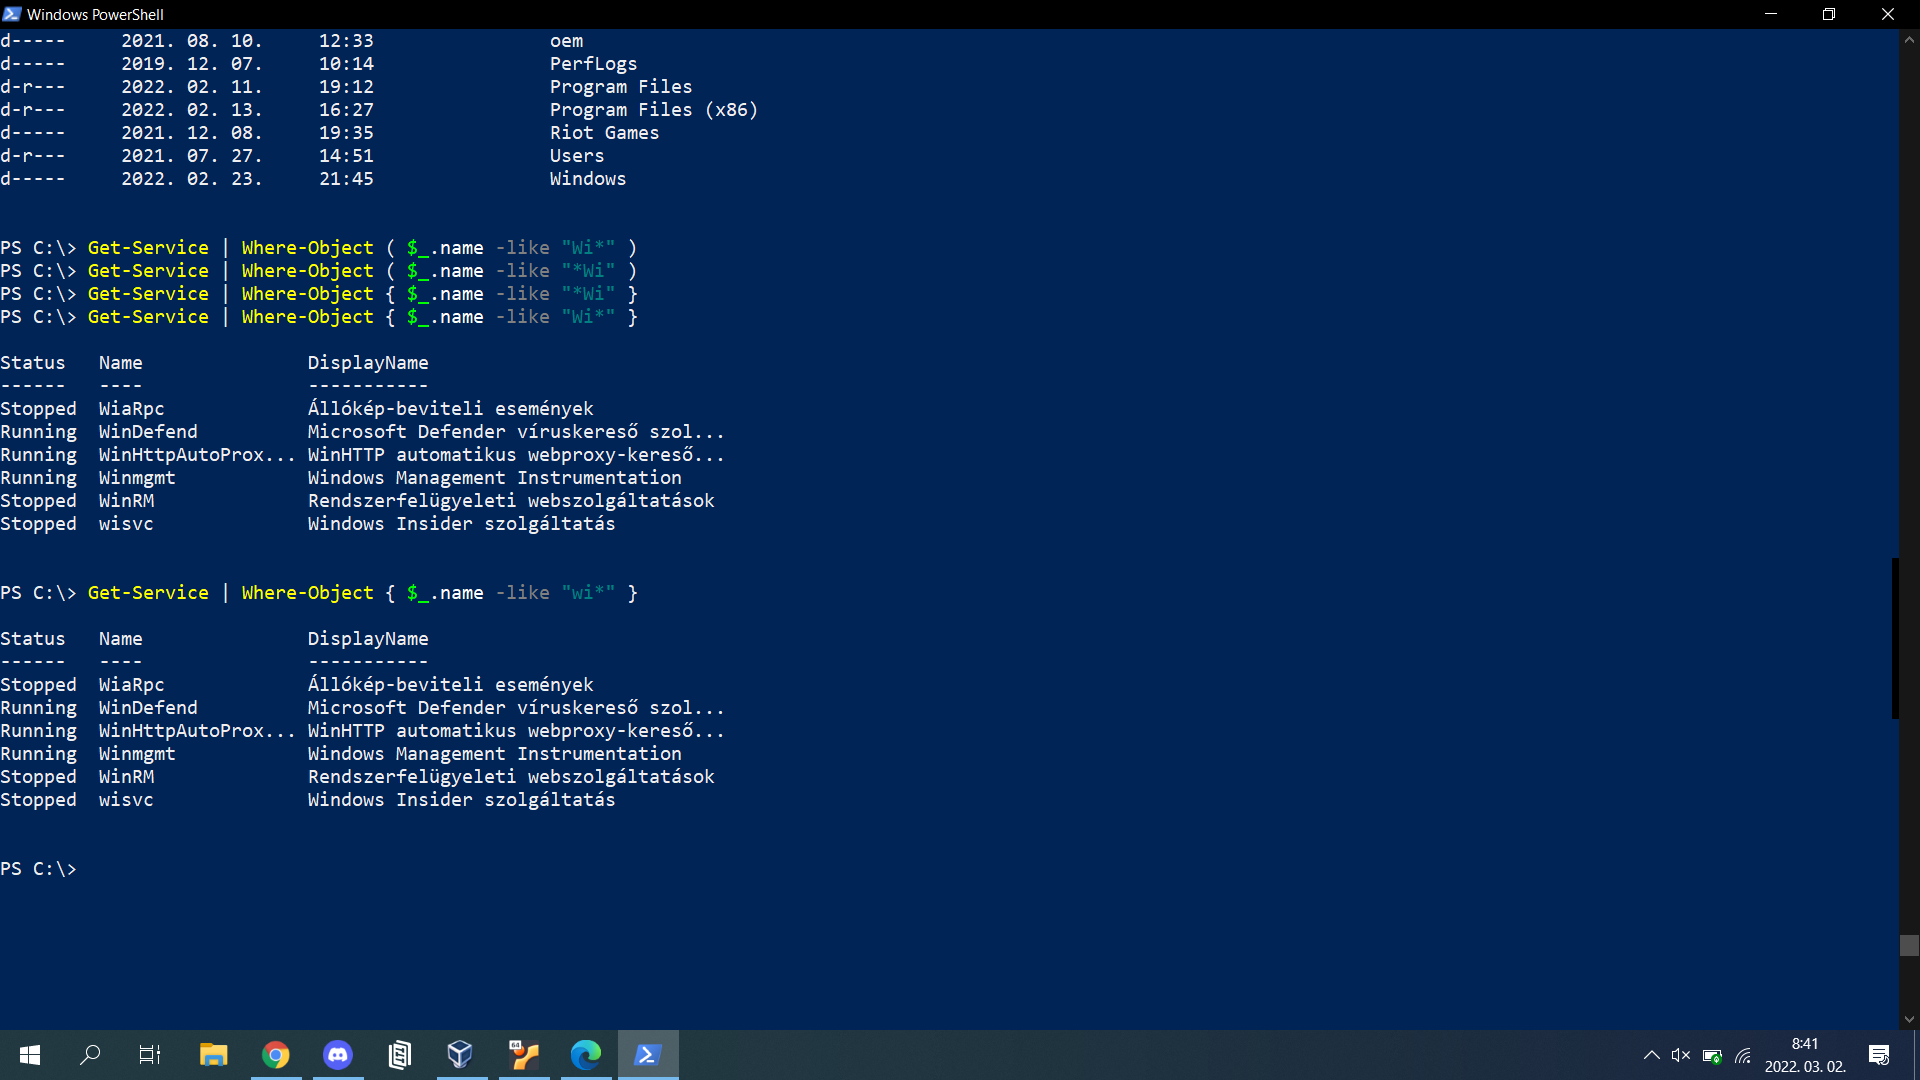 Windows PowerShell
d----- 2021. 08. 10. 12:33 oem
d----- 2019. 12. 07. 10:14 PerfLogs
d-r--- 2022. 02. 11. 19:12 Program Files
d-r--- 2022. 02. 13. 16:27 Program Files (x86)
d----- 2021. 12. 08. 19:35 Riot Games
d-r--- 2021. 07. 27. 14:51 Users
d----- 2022. 02. 23. 21:45 Windows
PS C:\> Get-Service | Where-Object ( $_.name -like "Wi*" )
PS C:\> Get-Service | Where-Object ( $_.name -like "*Wi" )
PS C:\> Get-Service | Where-Object { $_.name -like "*Wi" }
PS C:\> Get-Service | Where-Object { $_.name -like "Wi*" }
Status Name DisplayName
------ ---- -----------
Stopped WiaRpc Állókép-beviteli események
Running WinDefend Microsoft Defender víruskereső szol...
Running WinHttpAutoProx... WinHTTP automatikus webproxy-kereső...
Running Winmgmt Windows Management Instrumentation
Stopped WinRM Rendszerfelügyeleti webszolgáltatások
Stopped wisvc Windows Insider szolgáltatás
PS C:\> Get-Service | Where-Object { $_.name -like "wi*" }
Status Name DisplayName
------ ---- -----------
Stopped WiaRpc Állókép-beviteli események
Running WinDefend Microsoft Defender víruskereső szol...
Running WinHttpAutoProx... WinHTTP automatikus webproxy-kereső...
Running Winmgmt Windows Management Instrumentation
Stopped WinRM Rendszerfelügyeleti webszolgáltatások
Stopped wisvc Windows Insider szolgáltatás
PS C:\>
64
8:41
2022. 03. 02.